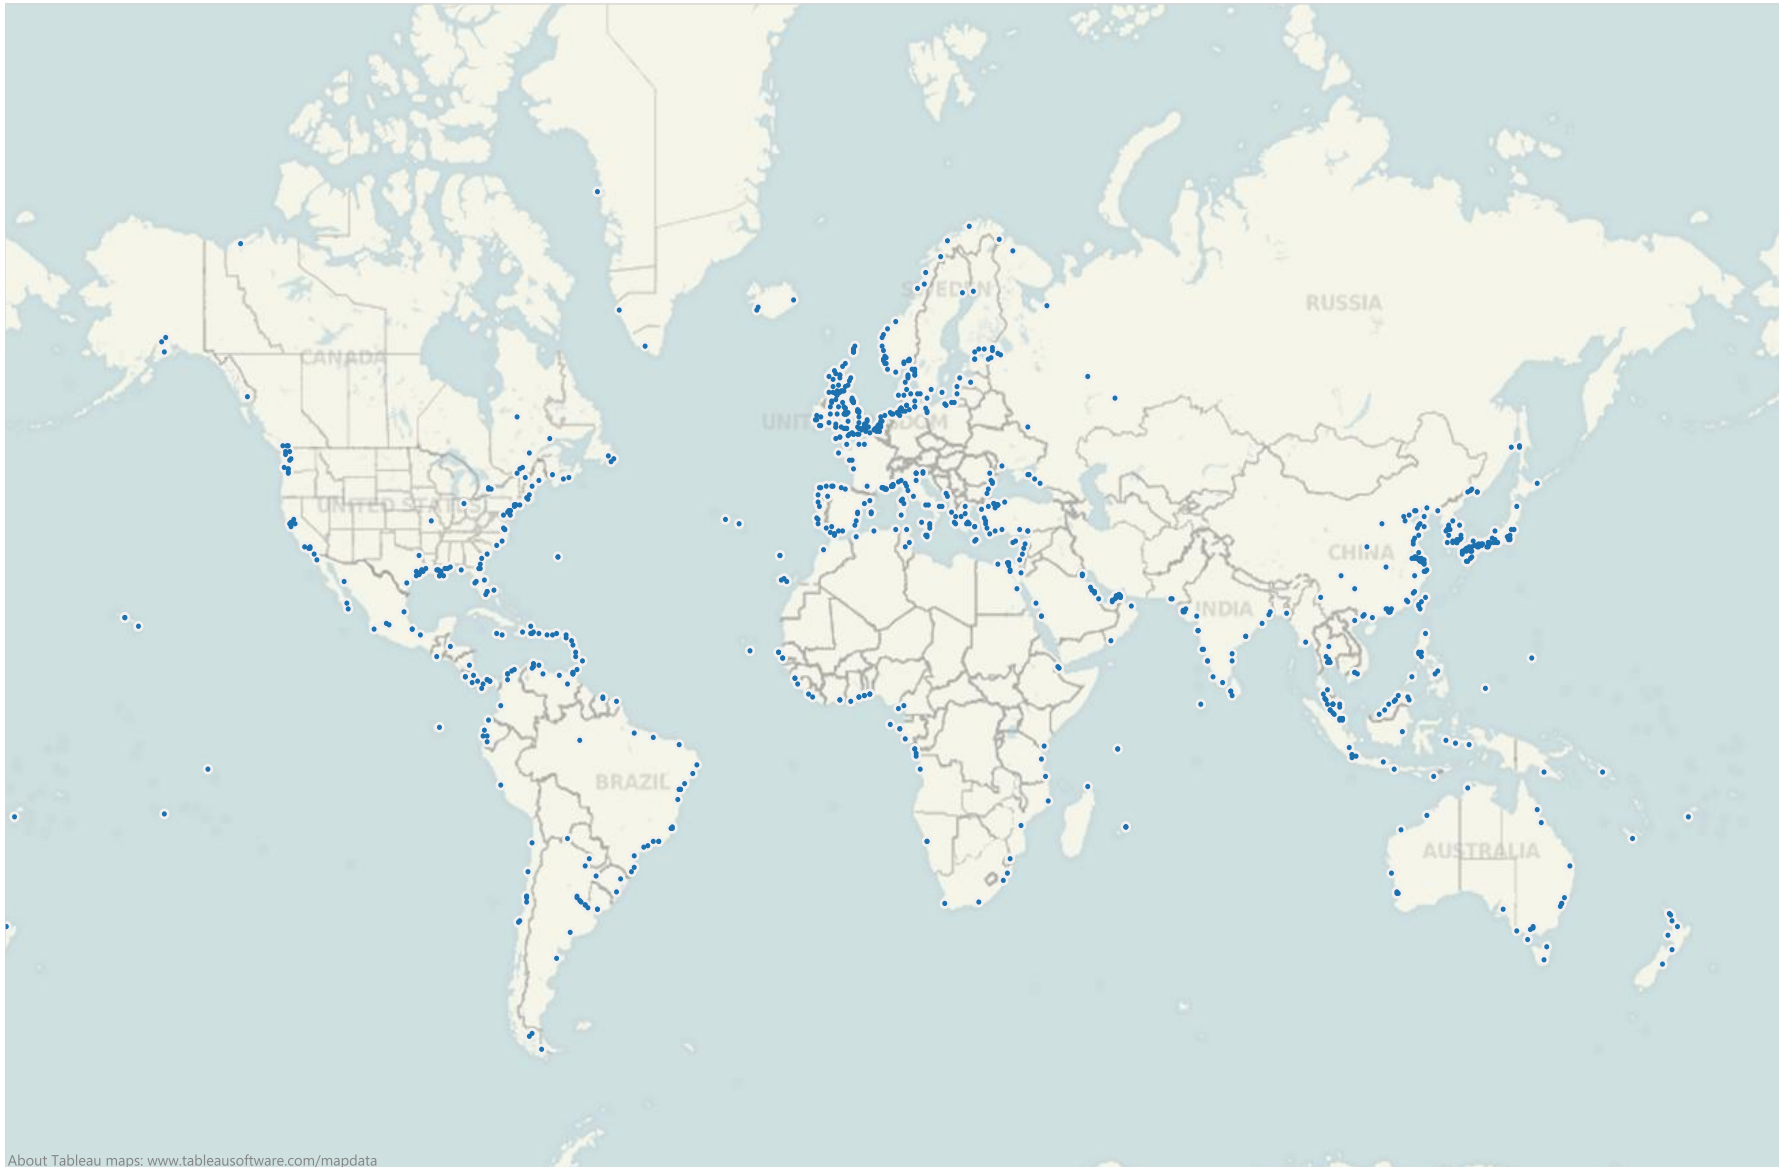 SWEDEN
RUSSIA
CANADA
UNITED KINGDOM
UNITED STATES
CHINA
INDIA
BRAZIL
AUSTRALIA
About Tableau maps: www.tableausoftware.com/mapdata